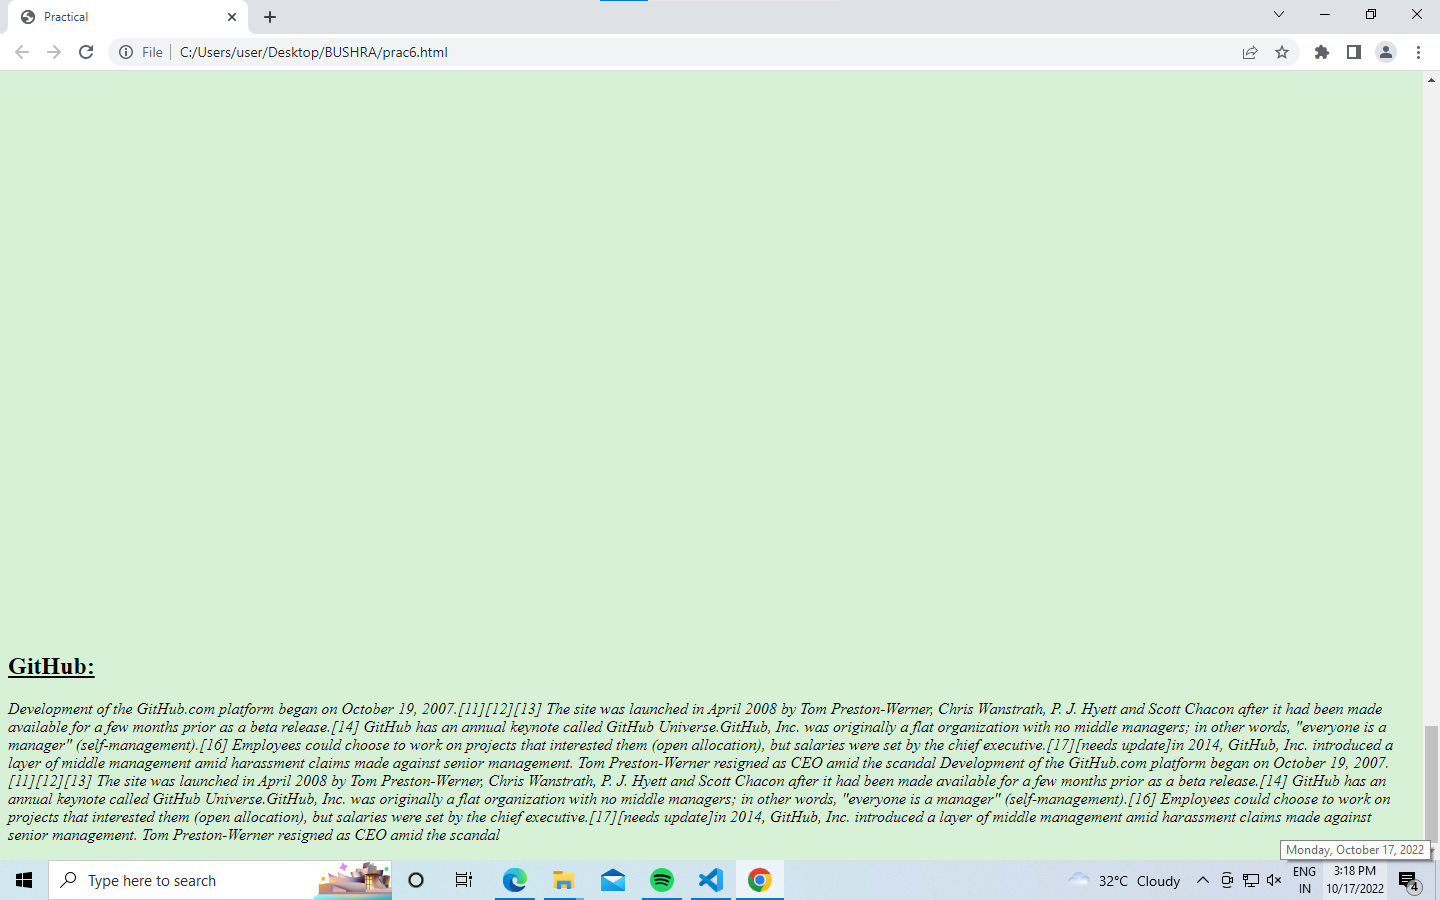 Practical
File
C:/Users/user/Desktop/BUSHRA/prac6.html
GitHub:
Development of the GitHub.com platform began on October 19, 2007.[11][12][13] The site was launched in April 2008 by Tom Preston-Werner, Chris Wanstrath, P. J. Hyett and Scott Chacon after it had been made
available for a few months prior as a beta release.[14] GitHub has an annual keynote called GitHub Universe.GitHub, Inc. was originally a flat organization with no middle managers; in other words, "everyone is a
manager" (self-management).[16] Employees could choose to work on projects that interested them (open allocation), but salaries were set by the chief executive.[17][needs update]in 2014, GitHub, Inc. introduced a
layer of middle management amid harassment claims made against senior management. Tom Preston-Werner resigned as CEO amid the scandal Development of the GitHub.com platform began on October 19, 2007.
[11][12][13] The site was launched in April 2008 by Tom Preston-Werner, Chris Wanstrath, P. J. Hyett and Scott Chacon after it had been made available for a few months prior as a beta release.[14] GitHub has an
annual keynote called GitHub Universe.GitHub, Inc. was originally a flat organization with no middle managers; in other words, "everyone is a manager" (self-management).[16] Employees could choose to work on
projects that interested them (open allocation), but salaries were set by the chief executive.[17][needs update]in 2014, GitHub, Inc. introduced a layer of middle management amid harassment claims made against
senior management. Tom Preston-Werner resigned as CEO amid the scandal
Monday, October 17, 2022
Type here to search
32°C Cloudy
ENG
IN
3:18 PM
10/17/2022
4